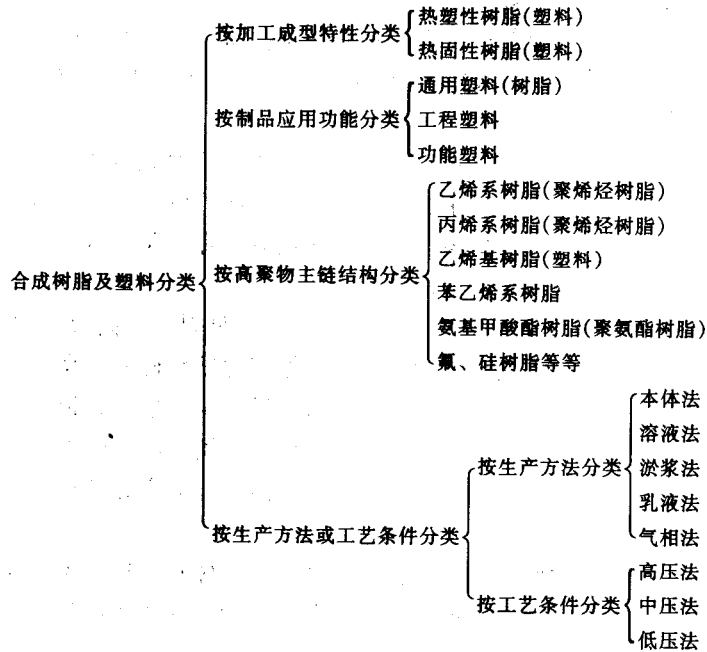 按加工成型特性分类
热塑性树脂(塑料)
热固性树脂(塑料)
按制品应用功能分类
通用塑料(树脂)
工程塑料
功能塑料
合成树脂及塑料分类
按高聚物主链结构分类
乙烯系树脂(聚烯烃树脂)
丙烯系树脂(聚烯烃树脂)
乙烯基树脂(塑料)
苯乙烯系树脂
氨基甲酸酯树脂(聚氨酯树脂)
氟、硅树脂等等
按生产方法或工艺条件分类
按生产方法分类
本体法
溶液法
淤浆法
乳液法
气相法
按工艺条件分类
高压法
中压法
低压法